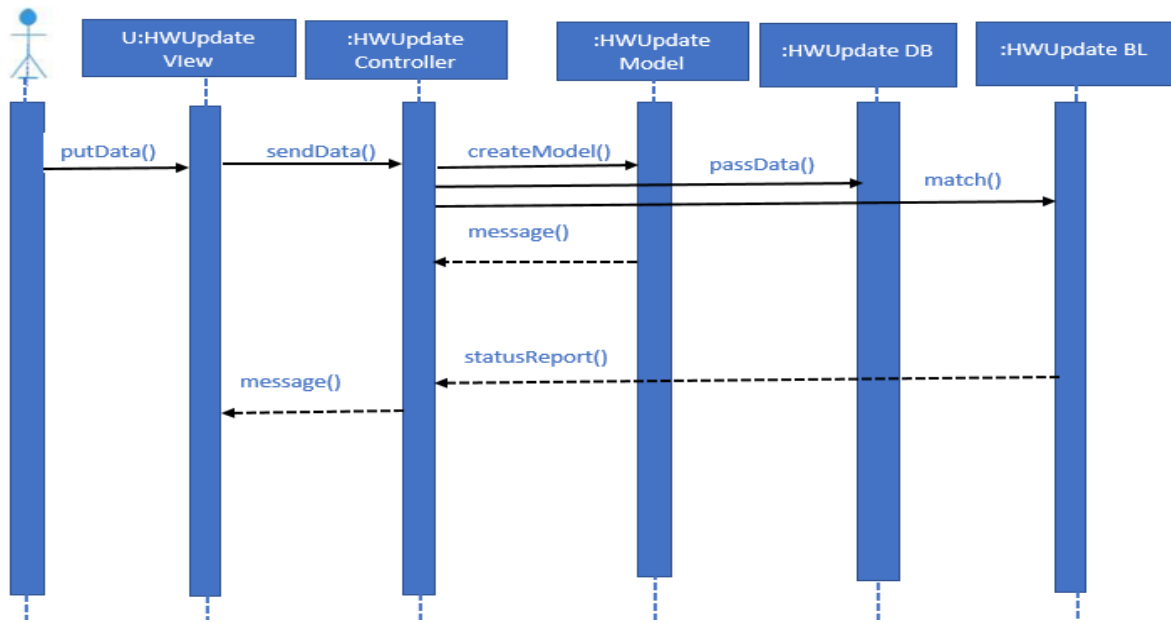 U:HWUpdate
VIew
:HWUpdate
Controller
:HWUpdate
Model
:HWUpdate DB
:HWUpdate BL
putData()
sendData()
createModel()
passData()
match()
message()
statusReport()
message()